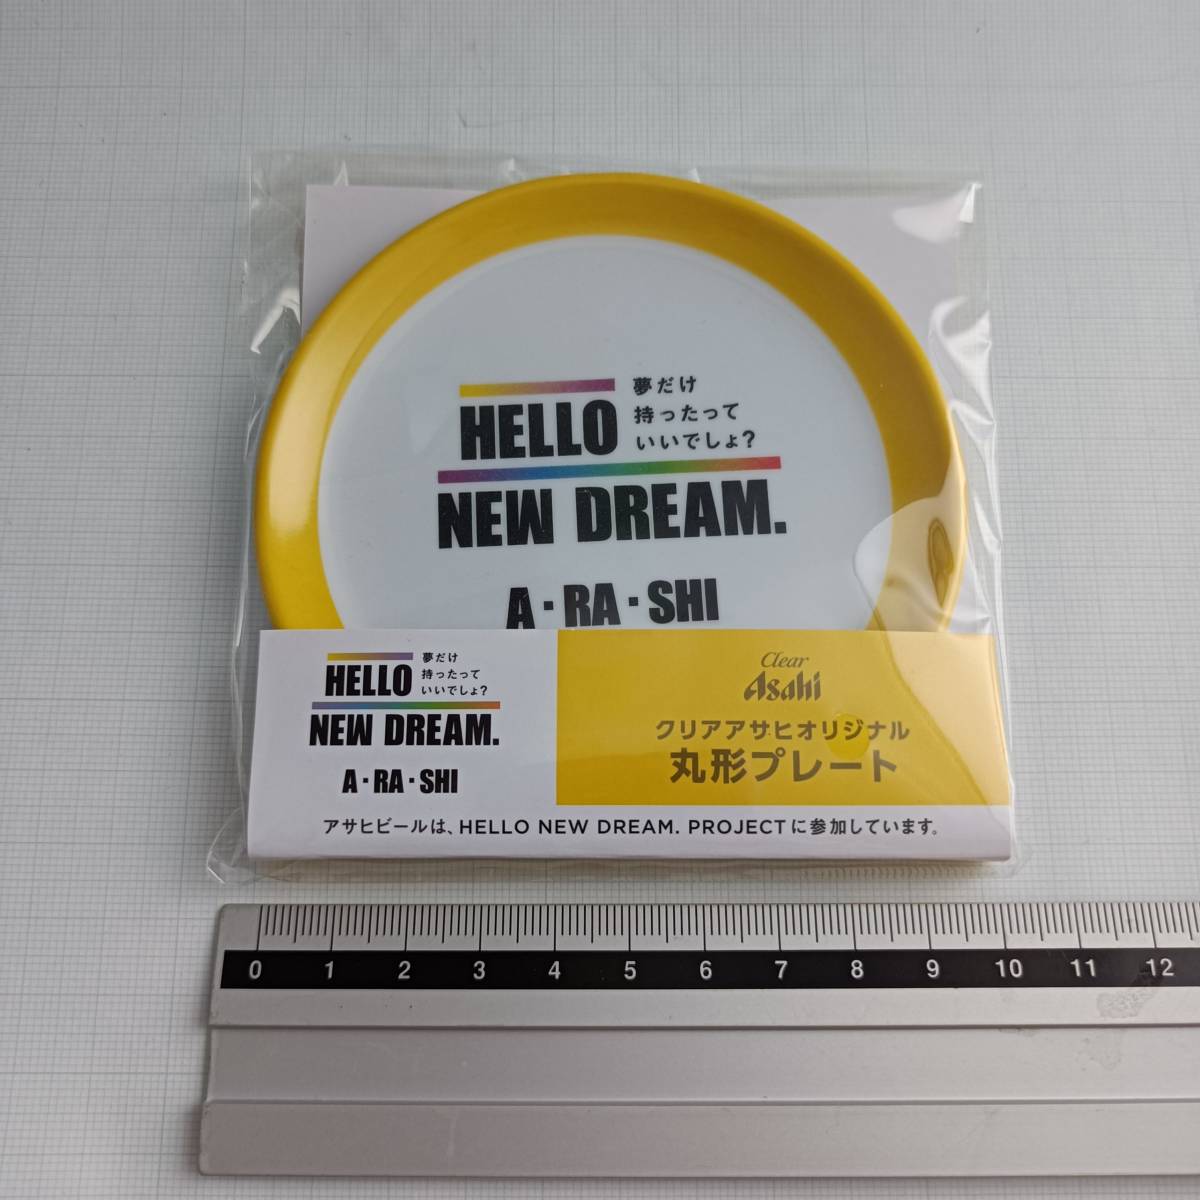 夢だけ
HELLO 持ったって
いいでしょ?
NEW DREAM.
A・RA・SHI
夢だけ
HELLO 持ったって
いいでしょ?
NEW DREAM.
A・RA・SHI
Clear
Asahi
クリアアサヒオリジナル
丸形プレート
アサヒビールは、HELLO NEW DREAM. PROJECTに参加しています。
0 1 2 3 4 5 6 7 8 9 10 11 12